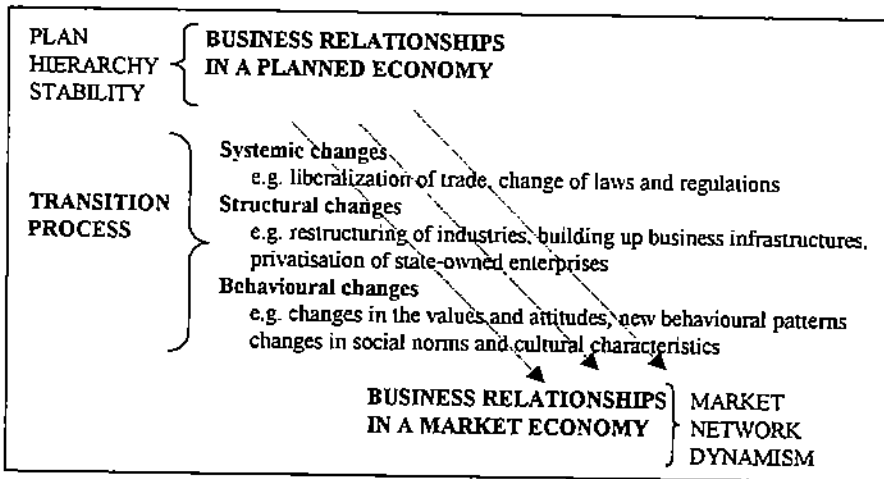 PLAN
HIERARCHY
STABILITY
BUSINESS RELATIONSHIPS
IN A PLANNED ECONOMY
TRANSITION
PROCESS
Systemic changes
e.g. liberalization of trade, change of laws and regulations
Structural changes
e.g. restructuring of industries, building up business infrastructures,
privatisation of state-owned enterprises
Behavioural changes
e.g. changes in the values and attitudes, new behavioural patterns
changes in social norms and cultural characteristics
BUSINESS RELATIONSHIPS
IN A MARKET ECONOMY
MARKET
NETWORK
DYNAMISM